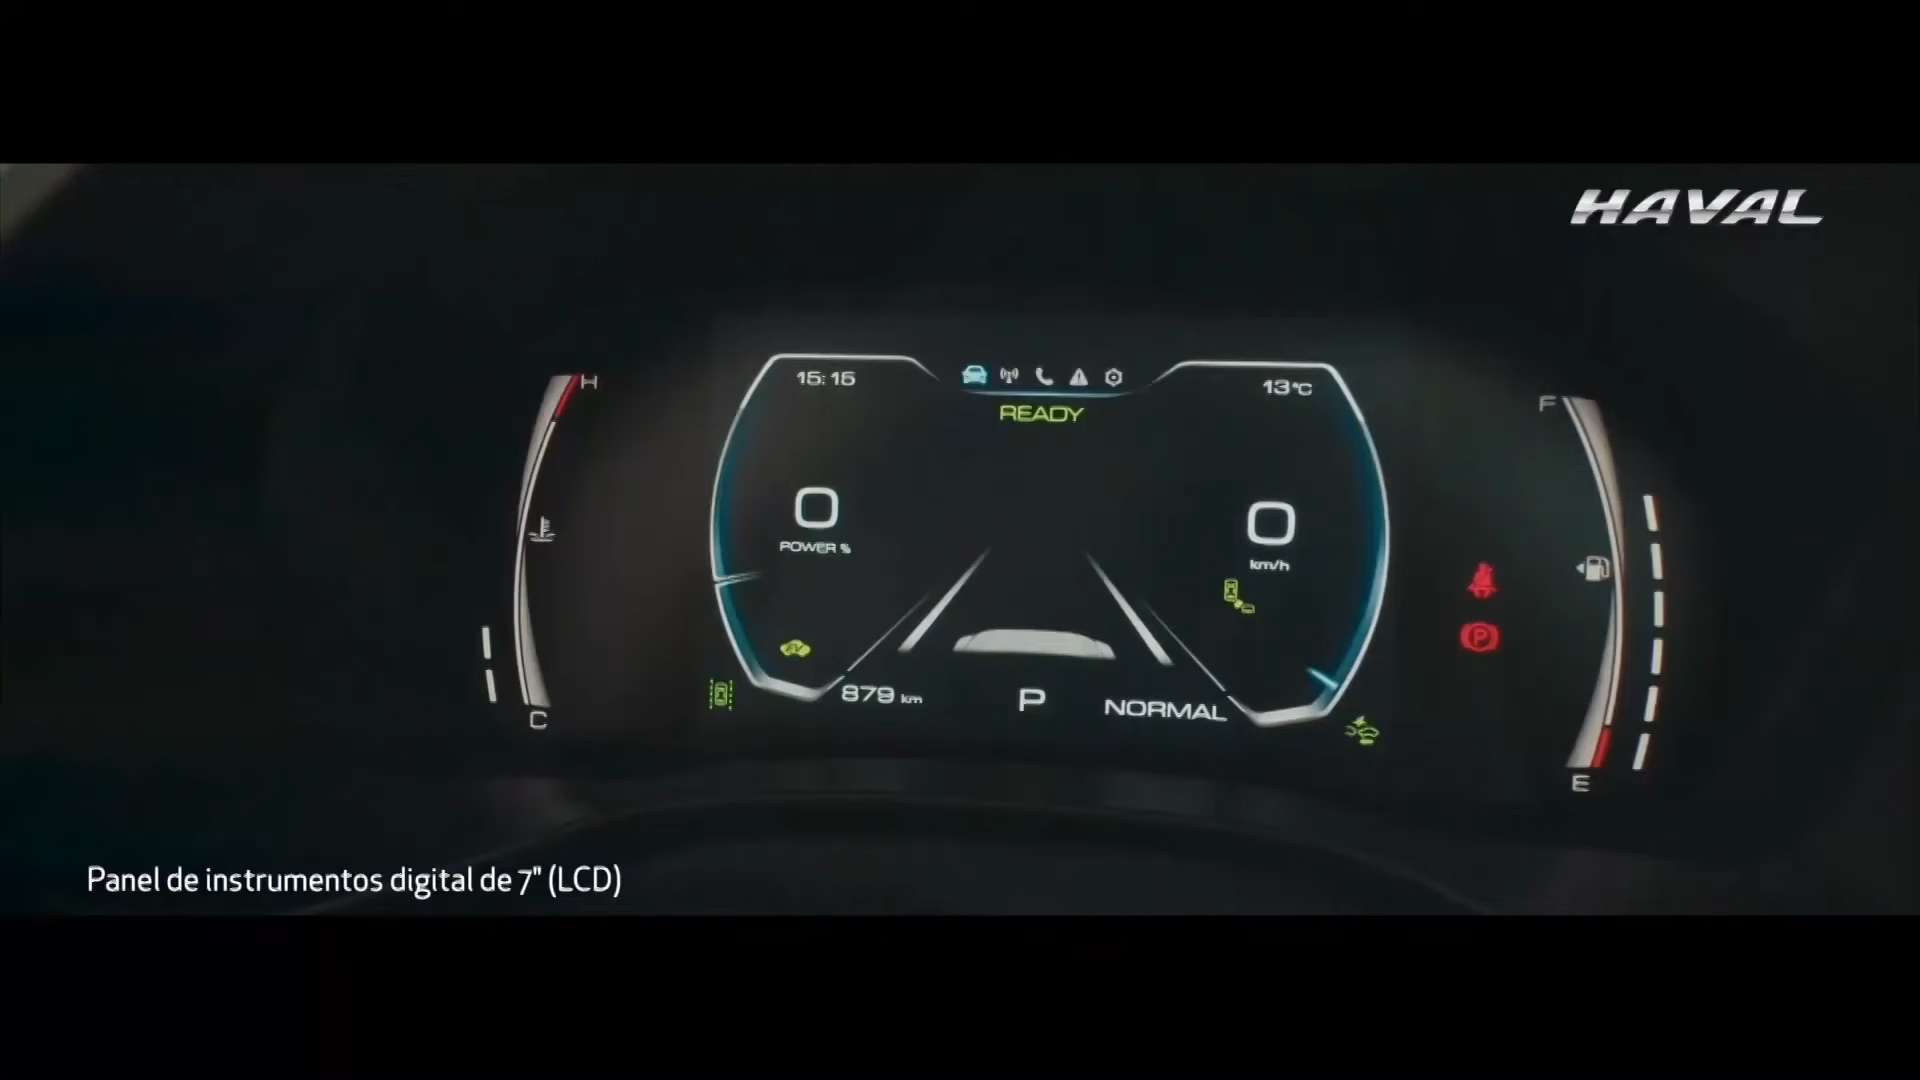 HAVAL
H
15:15
13°C
READY
F
0
POWER %
0
km/h
EV
P
879 km
P
NORMAL
C
E
Panel de instrumentos digital de 7" (LCD)